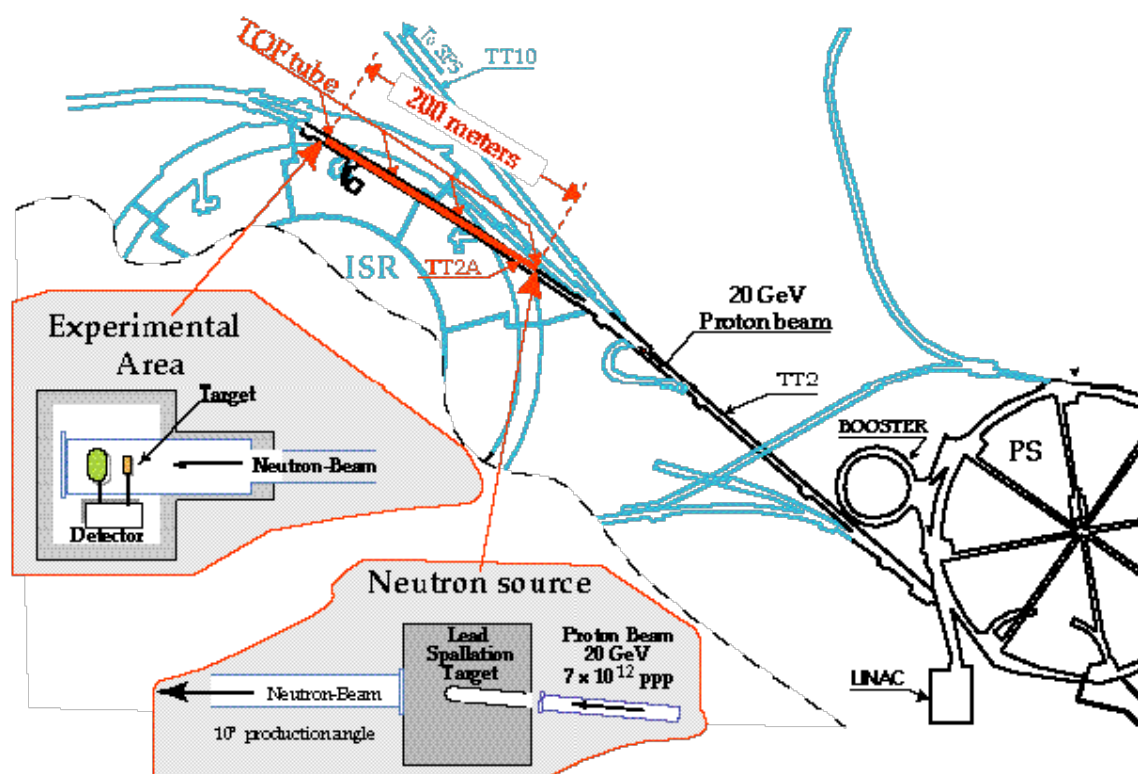 To SPS
TT10
TOF tube
200 meters
ISR
TT2A
20 GeV
Proton beam
TT2
Experimental
Area
Target
Neutron-Beam
Detector
BOOSTER
PS
Neutron source
Lead
Spallation
Target
Proton Beam
20 GeV
7 x 10¹² ppp
Neutron-Beam
10° production angle
LINAC